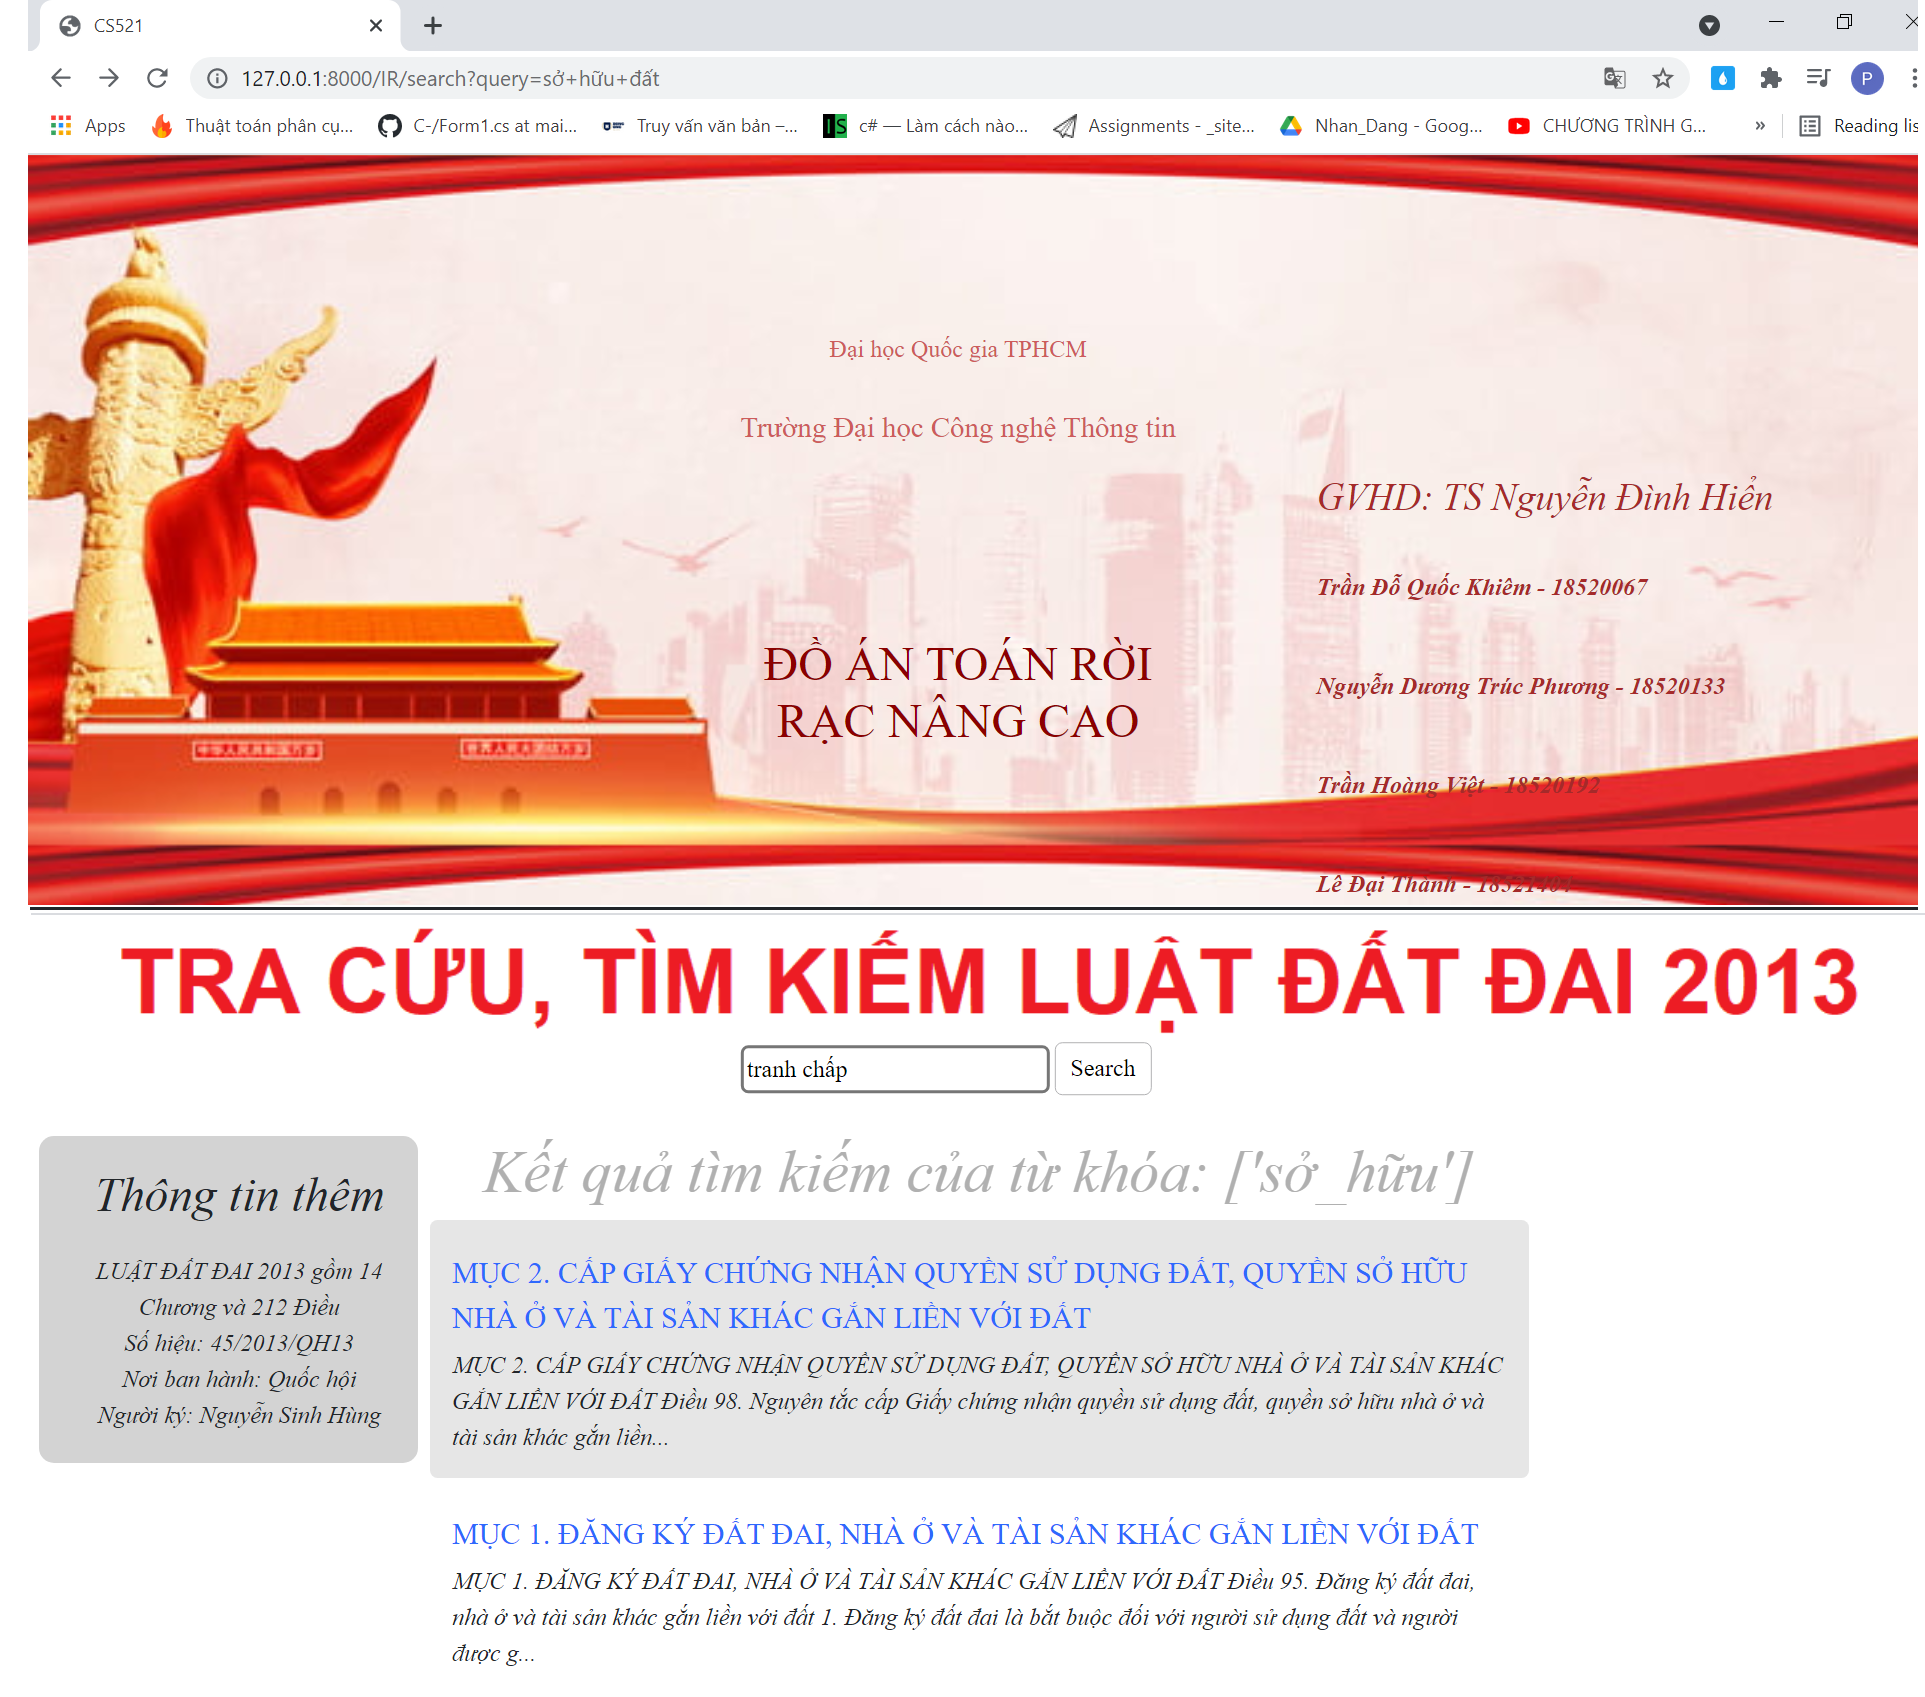 CS521
127.0.0.1:8000/IR/search?query=sở+hữu+đất
P
Apps
Thuật toán phân cụ...
C-/Form1.cs at mai...
Truy vấn văn bản –...
IS
c# — Làm cách nào...
Assignments - _site...
Nhan_Dang - Goog...
CHƯƠNG TRÌNH G...
»
Reading lis
Đại học Quốc gia TPHCM
Trường Đại học Công nghệ Thông tin
GVHD: TS Nguyễn Đình Hiển
Trần Đỗ Quốc Khiêm - 18520067
ĐỒ ÁN TOÁN RỜI
RẠC NÂNG CAO
Nguyễn Dương Trúc Phương - 18520133
Trần Hoàng Việt - 18520192
Lê Đại Thành -
TRA CỨU, TÌM KIẾM LUẬT ĐẤT ĐAI 2013
tranh chấp
Search
Thông tin thêm
LUẬT ĐẤT ĐAI 2013 gồm 14
Chương và 212 Điều
Số hiệu: 45/2013/QH13
Nơi ban hành: Quốc hội
Người ký: Nguyễn Sinh Hùng
Kết quả tìm kiếm của từ khóa: ['sở_hữu']
MỤC 2. CẤP GIẤY CHỨNG NHẬN QUYỀN SỬ DỤNG ĐẤT, QUYỀN SỞ HỮU
NHÀ Ở VÀ TÀI SẢN KHÁC GẮN LIỀN VỚI ĐẤT
MỤC 2. CẤP GIẤY CHỨNG NHẬN QUYỀN SỬ DỤNG ĐẤT, QUYỀN SỞ HỮU NHÀ Ở VÀ TÀI SẢN KHÁC
GẮN LIỀN VỚI ĐẤT Điều 98. Nguyên tắc cấp Giấy chứng nhận quyền sử dụng đất, quyền sở hữu nhà ở và
tài sản khác gắn liền...
MỤC 1. ĐĂNG KÝ ĐẤT ĐAI, NHÀ Ở VÀ TÀI SẢN KHÁC GẮN LIỀN VỚI ĐẤT
MỤC 1. ĐĂNG KÝ ĐẤT ĐAI, NHÀ Ở VÀ TÀI SẢN KHÁC GẮN LIỀN VỚI ĐẤT Điều 95. Đăng ký đất đai,
nhà ở và tài sản khác gắn liền với đất 1. Đăng ký đất đai là bắt buộc đối với người sử dụng đất và người
được g...